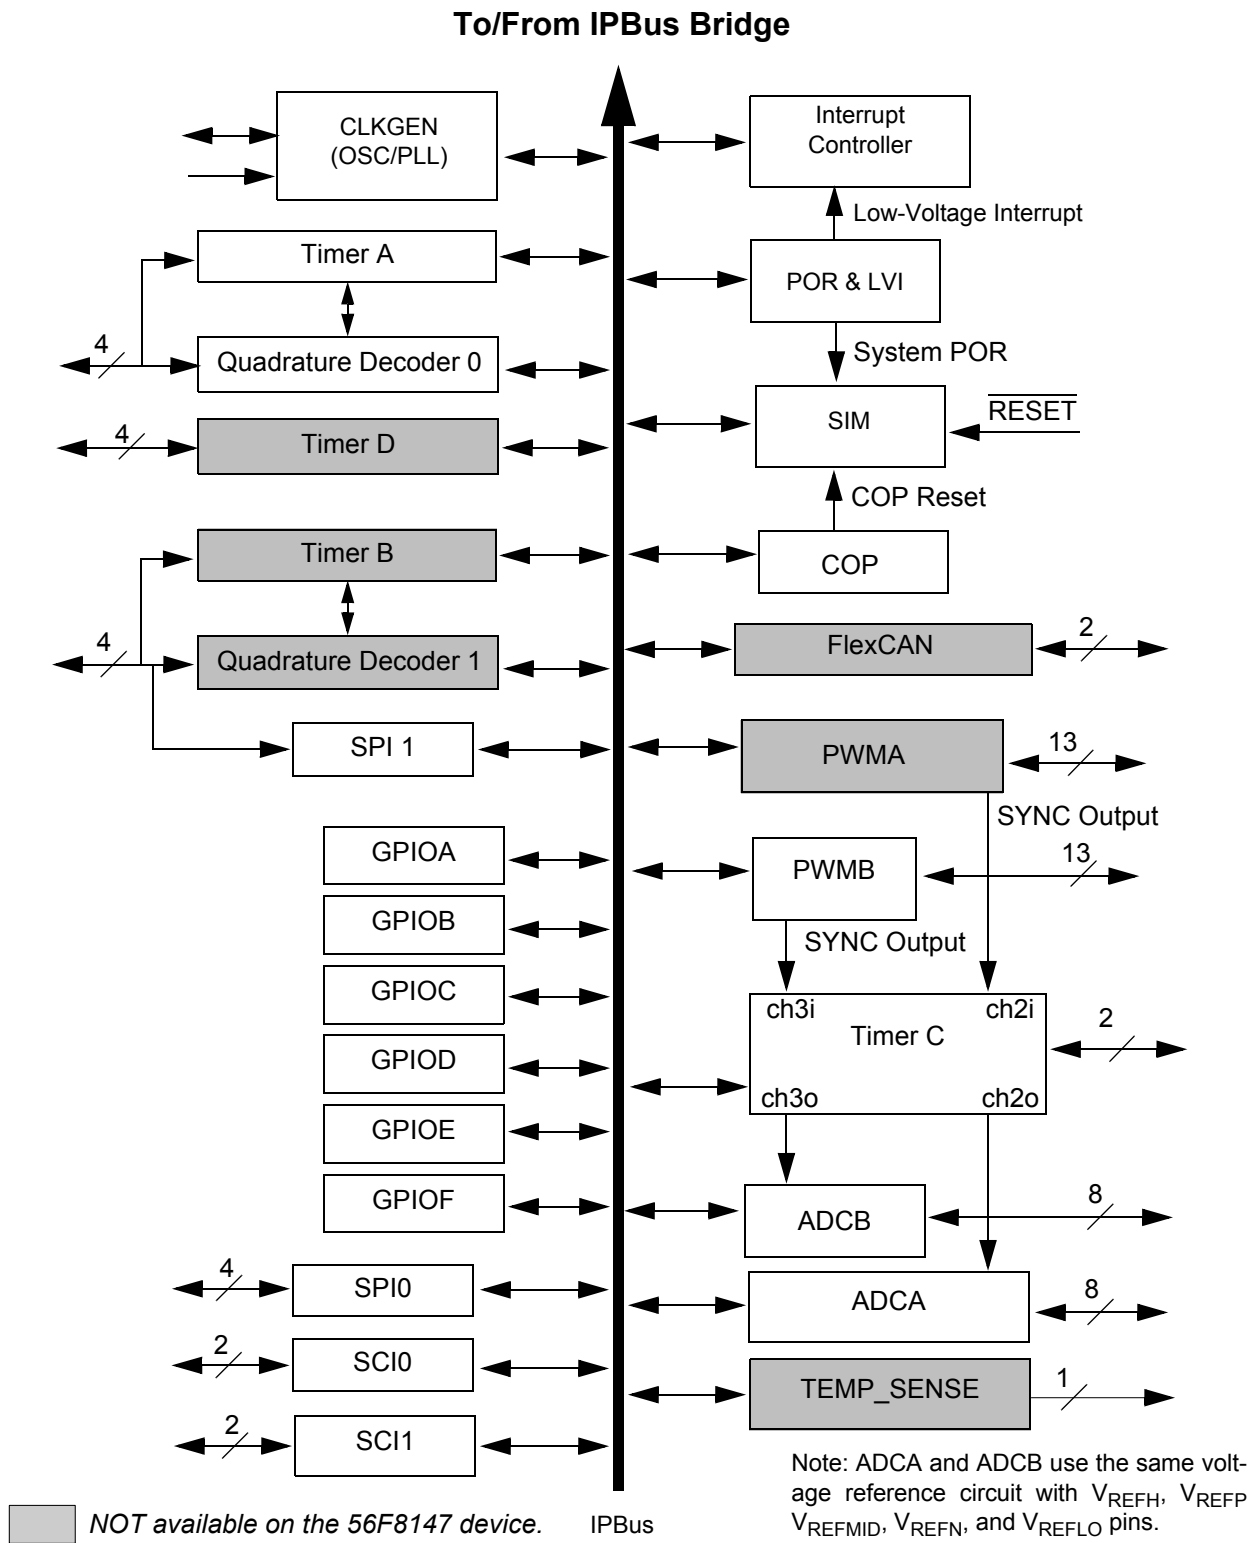 To/From IPBus Bridge
CLKGEN
(OSC/PLL)
Timer A
4
Quadrature Decoder 0
4
Timer D
Timer B
4
Quadrature Decoder 1
SPI 1
GPIOA
GPIOB
GPIOC
GPIOD
GPIOE
GPIOF
4
SPI0
2
SCI0
2
SCI1
Interrupt
Controller
Low-Voltage Interrupt
POR & LVI
System POR
SIM
RESET
COP Reset
COP
FlexCAN
2
PWMA
13
SYNC Output
PWMB
13
SYNC Output
ch3i
ch2i
Timer C
2
ch3o
ch2o
ADCB
8
ADCA
8
TEMP_SENSE
1
Note: ADCA and ADCB use the same volt-
age reference circuit with VREFH, VREFP
VREFMID, VREFN, and VREFLO pins.
NOT available on the 56F8147 device.
IPBus